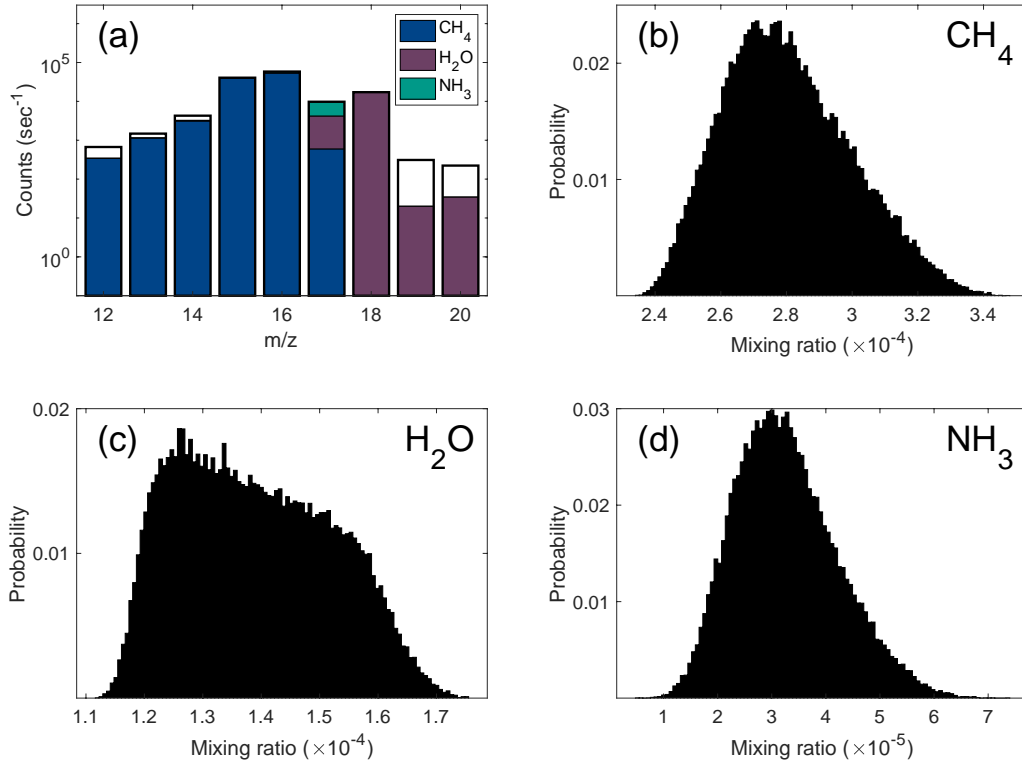 (a)
CH4
H2O
NH3
10^5
10^0
Counts (sec^-1)
12 14 16 18 20
m/z
(b)
CH4
0.02
0.01
Probability
2.4 2.6 2.8 3 3.2 3.4
Mixing ratio (×10^-4)
(c)
H2O
0.02
0.01
Probability
1.1 1.2 1.3 1.4 1.5 1.6 1.7
Mixing ratio (×10^-4)
(d)
NH3
0.03
0.02
0.01
Probability
1 2 3 4 5 6 7
Mixing ratio (×10^-5)